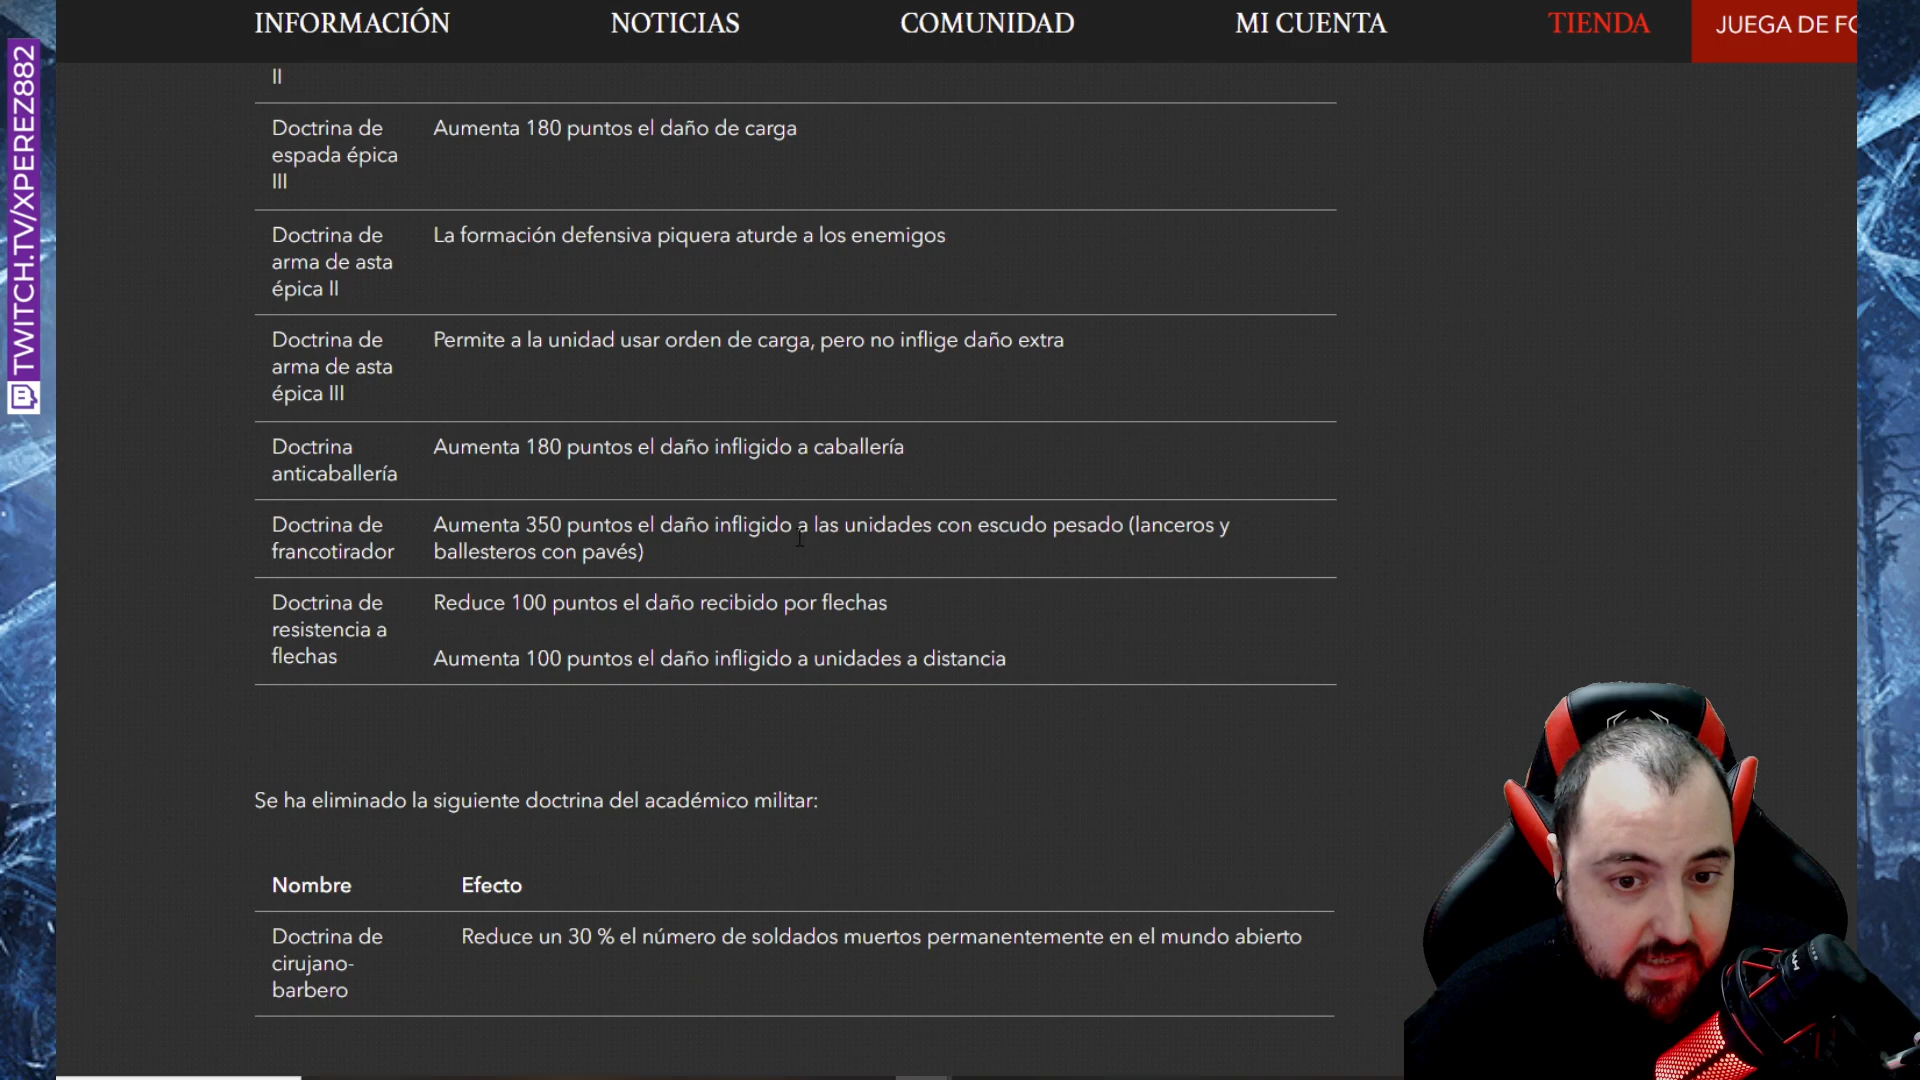 INFORMACIÓN NOTICIAS COMUNIDAD MI CUENTA TIENDA JUEGA DE FO
TWITCH.TV/XPEREZ882
II
Doctrina de espada épica III
Aumenta 180 puntos el daño de carga
Doctrina de arma de asta épica II
La formación defensiva piquera aturde a los enemigos
Doctrina de arma de asta épica III
Permite a la unidad usar orden de carga, pero no inflige daño extra
Doctrina anticaballería
Aumenta 180 puntos el daño infligido a caballería
Doctrina de francotirador
Aumenta 350 puntos el daño infligido a las unidades con escudo pesado (lanceros y
ballesteros con pavés)
Doctrina de resistencia a flechas
Reduce 100 puntos el daño recibido por flechas
Aumenta 100 puntos el daño infligido a unidades a distancia
Se ha eliminado la siguiente doctrina del académico militar:
Nombre Efecto
Doctrina de cirujano-barbero
Reduce un 30 % el número de soldados muertos permanentemente en el mundo abierto